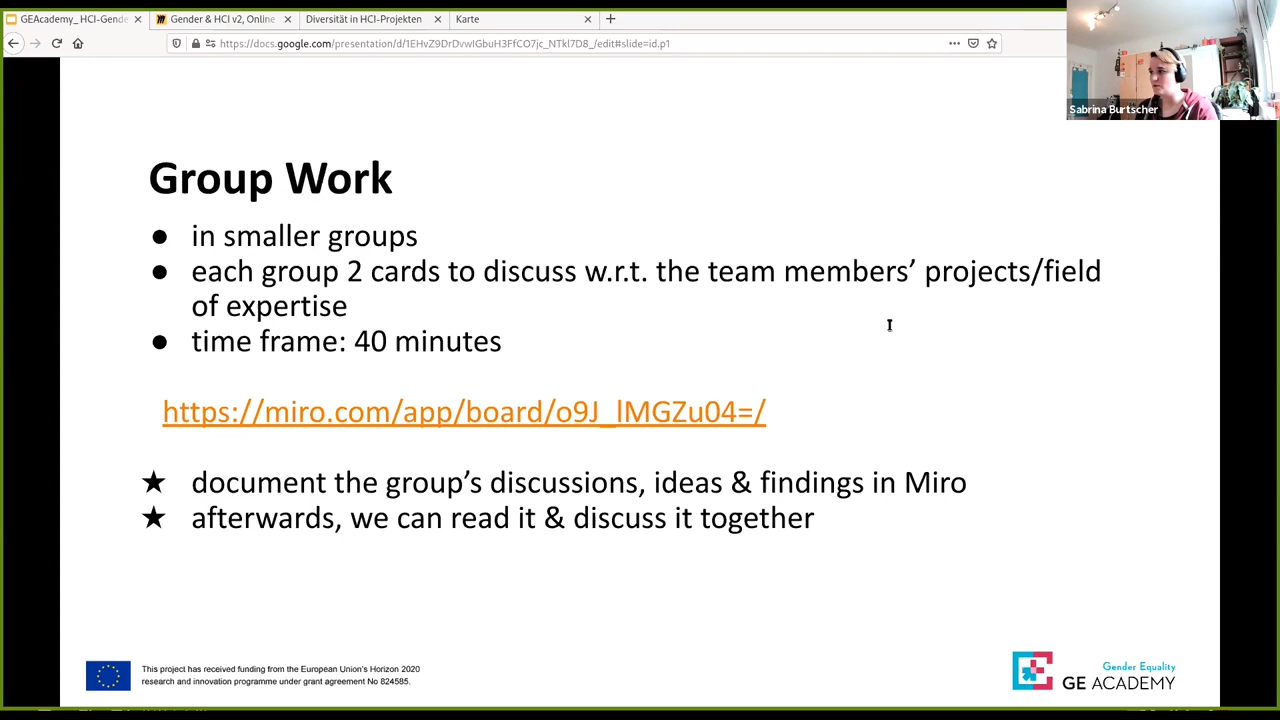 GEAcademy_ HCI-Gende
Gender & HCI v2, Online
Diversität in HCI-Projekten
Karte
https://docs.google.com/presentation/d/1EHvZ9DrDvwIGbuH3FfCO7jc_NTkl7D8_/edit#slide=id.p1
Sabrina Burtscher
Group Work
● in smaller groups
● each group 2 cards to discuss w.r.t. the team members’ projects/field
of expertise
● time frame: 40 minutes
https://miro.com/app/board/o9J_lMGZu04=/
★ document the group’s discussions, ideas & findings in Miro
★ afterwards, we can read it & discuss it together
This project has received funding from the European Union’s Horizon 2020
research and innovation programme under grant agreement No 824585.
Gender Equality
GE ACADEMY